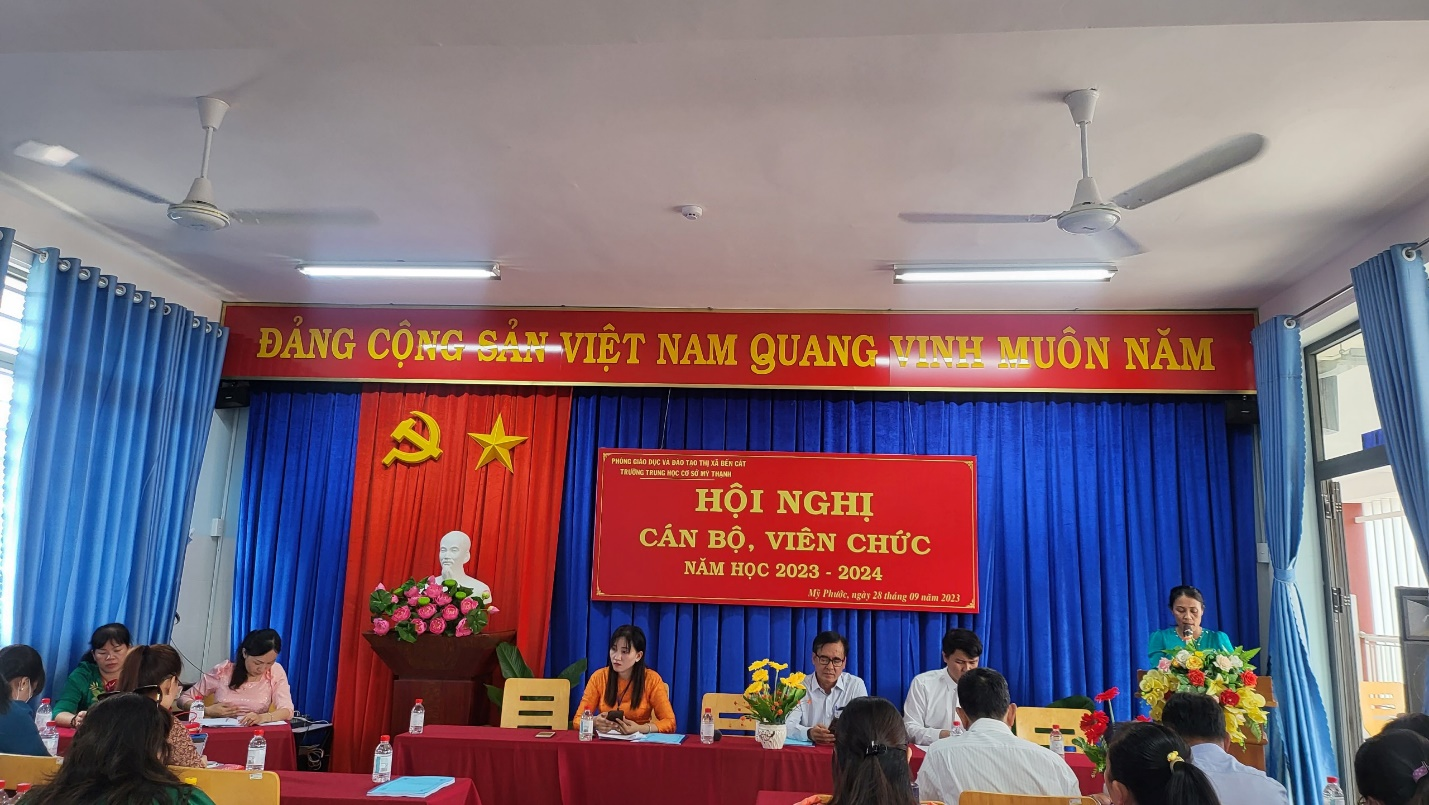 ĐẢNG CỘNG SẢN VIỆT NAM QUANG VINH MUÔN NĂM
PHÒNG GIÁO DỤC VÀ ĐÀO TẠO THỊ XÃ BẾN CÁT
TRƯỜNG TRUNG HỌC CƠ SỞ MỸ THẠNH
HỘI NGHỊ
CÁN BỘ, VIÊN CHỨC
NĂM HỌC 2023 - 2024
Mỹ Phước, ngày 28 tháng 09 năm 2023